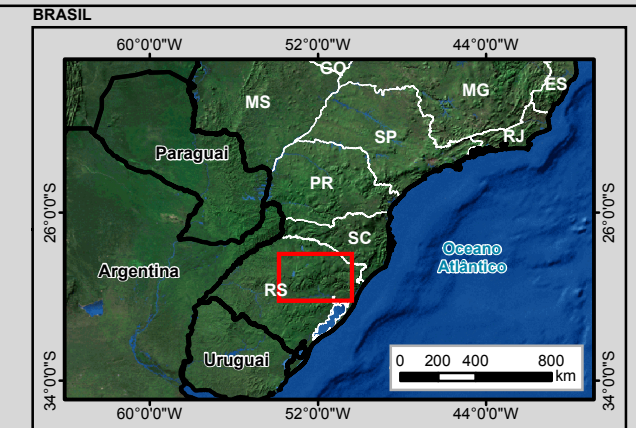 BRASIL
60°0'0"W 52°0'0"W 44°0'0"W
GO
MG
ES
MS
SP
RJ
Paraguai
PR
26°0'0"S
26°0'0"S
SC
Oceano
Atlântico
Argentina
RS
Uruguai
0 200 400 800
km
34°0'0"S
34°0'0"S
60°0'0"W 52°0'0"W 44°0'0"W